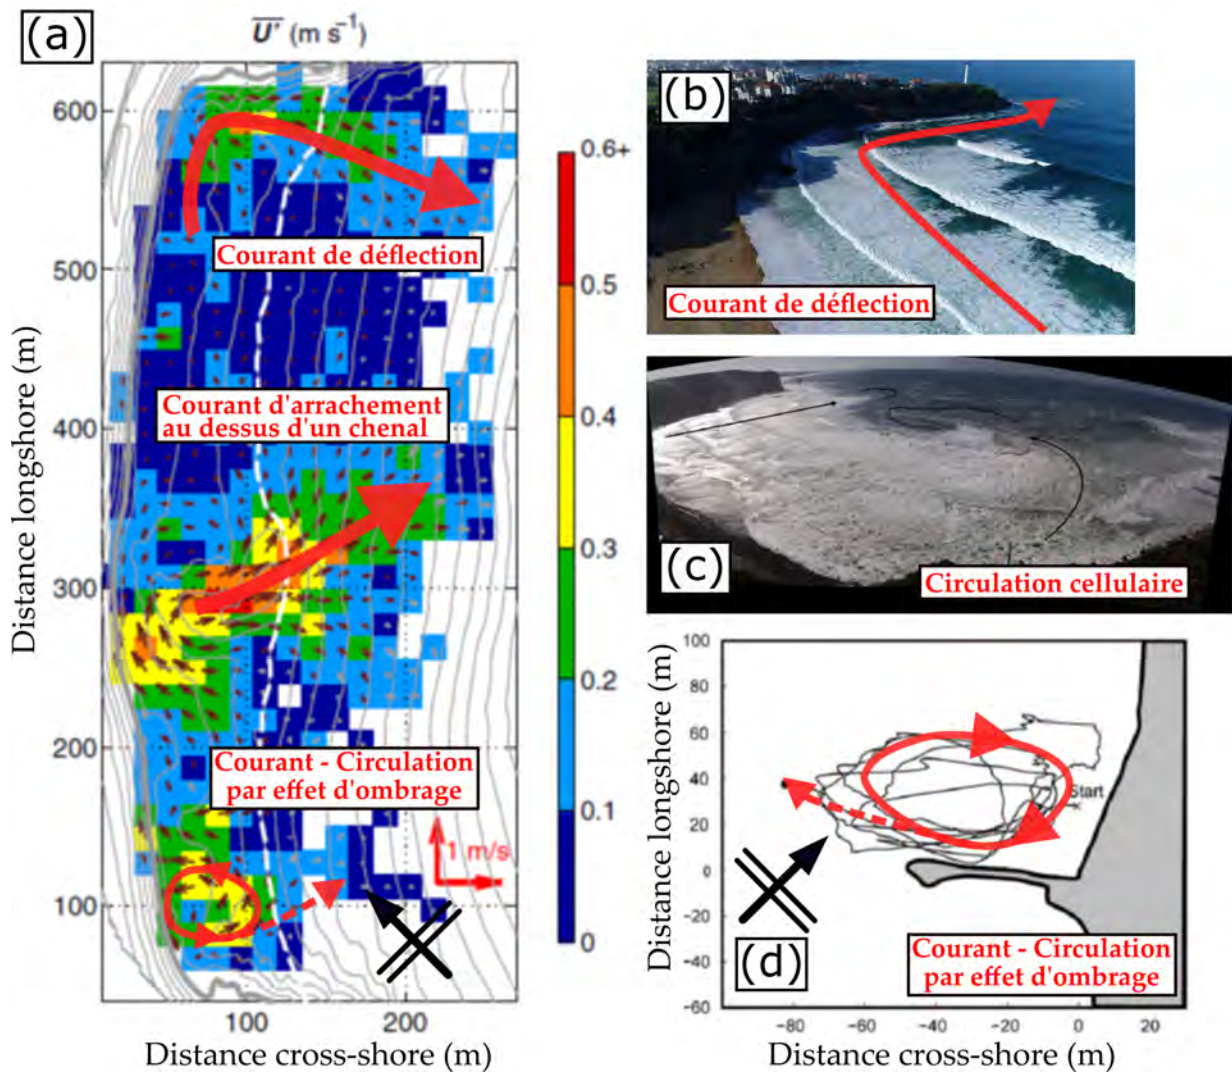 (a)
U' (m s⁻¹)
600
500
400
300
200
100
100
200
Distance longshore (m)
Distance cross-shore (m)
Courant de déflection
Courant d'arrachement
au dessus d'un chenal
Courant - Circulation
par effet d'ombrage
1 m/s
0.6+
0.5
0.4
0.3
0.2
0.1
0
(b)
Courant de déflection
(c)
Circulation cellulaire
(d)
Distance longshore (m)
100
80
60
40
20
0
−20
−40
−60
Start
Courant - Circulation
par effet d'ombrage
−80
−60
−40
−20
0
20
Distance cross-shore (m)